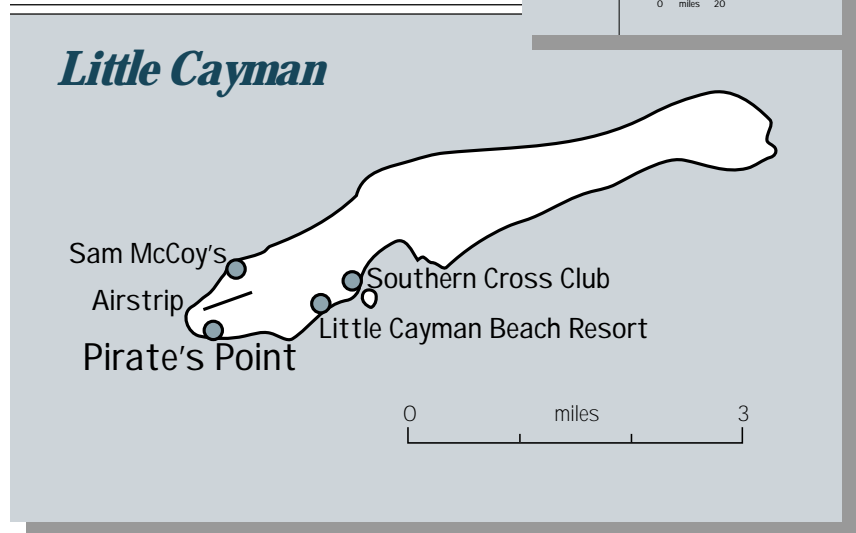 0 miles 20
Little Cayman
Sam McCoy's
Southern Cross Club
Airstrip
Little Cayman Beach Resort
Pirate's Point
0 miles 3